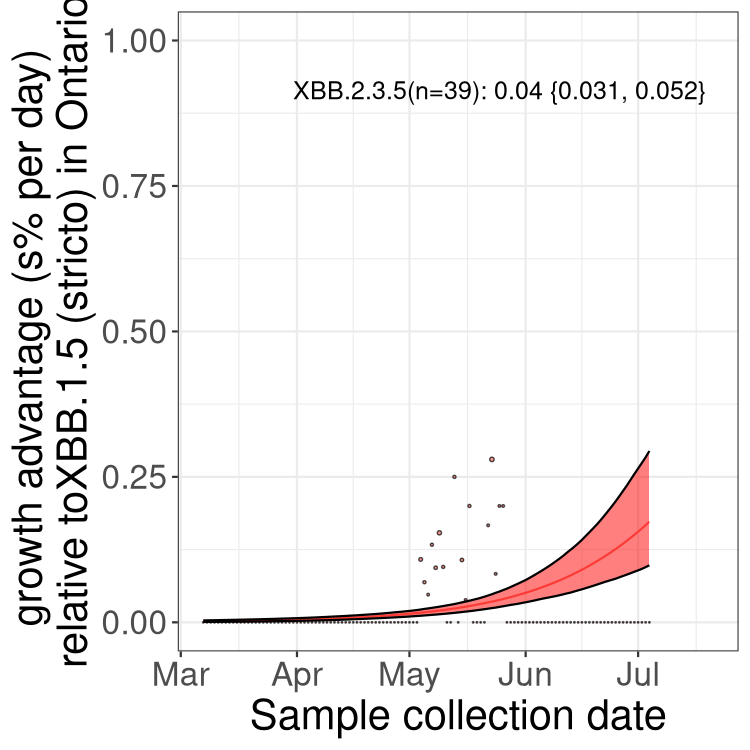 growth advantage (s% per day)
relative toXBB.1.5 (stricto) in Ontario
1.00
0.75
0.50
0.25
0.00
XBB.2.3.5(n=39): 0.04 {0.031, 0.052}
Mar Apr May Jun Jul
Sample collection date